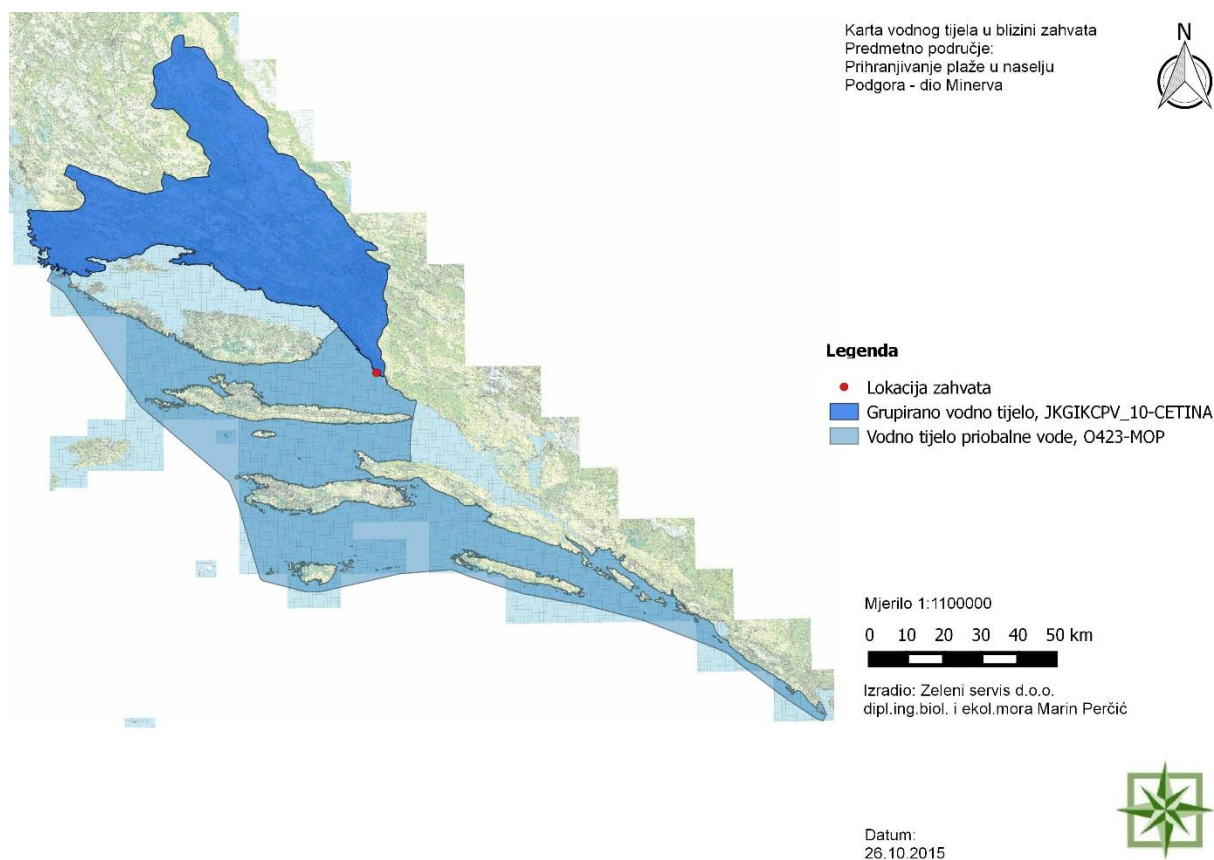 Karta vodnog tijela u blizini zahvata
Predmetno područje:
Prihranjivanje plaže u naselju
Podgora - dio Minerva
N
Legenda
Lokacija zahvata
Grupirano vodno tijelo, JKGIKCPV_10-CETINA
Vodno tijelo priobalne vode, O423-MOP
Mjerilo 1:1100000
0 10 20 30 40 50 km
Izradio: Zeleni servis d.o.o.
dipl.ing.biol. i ekol.mora Marin Perčić
Datum:
26.10.2015